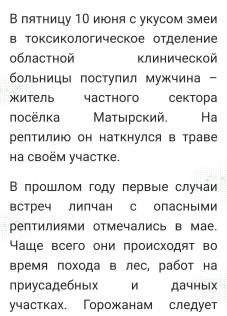 В пятницу 10 июня с укусом змеи
в токсикологическое отделение
областной клинической
больницы поступил мужчина –
житель частного сектора
посёлка Матырский. На
рептилию он наткнулся в траве
на своём участке.
В прошлом году первые случаи
встреч липчан с опасными
рептилиями отмечались в мае.
Чаще всего они происходят во
время похода в лес, работ на
приусадебных и дачных
участках. Горожанам следует